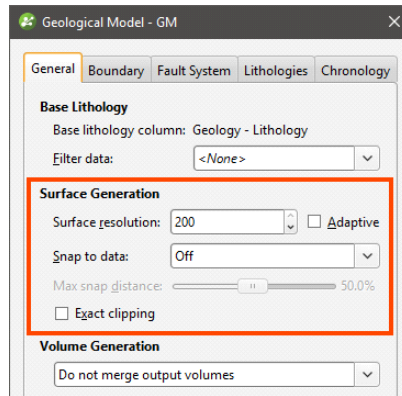 Geological Model - GM
General Boundary Fault System Lithologies Chronology
Base Lithology
Base lithology column: Geology - Lithology
Filter data: <None>
Surface Generation
Surface resolution: 200 Adaptive
Snap to data: Off
Max snap distance: 50.0%
Exact clipping
Volume Generation
Do not merge output volumes